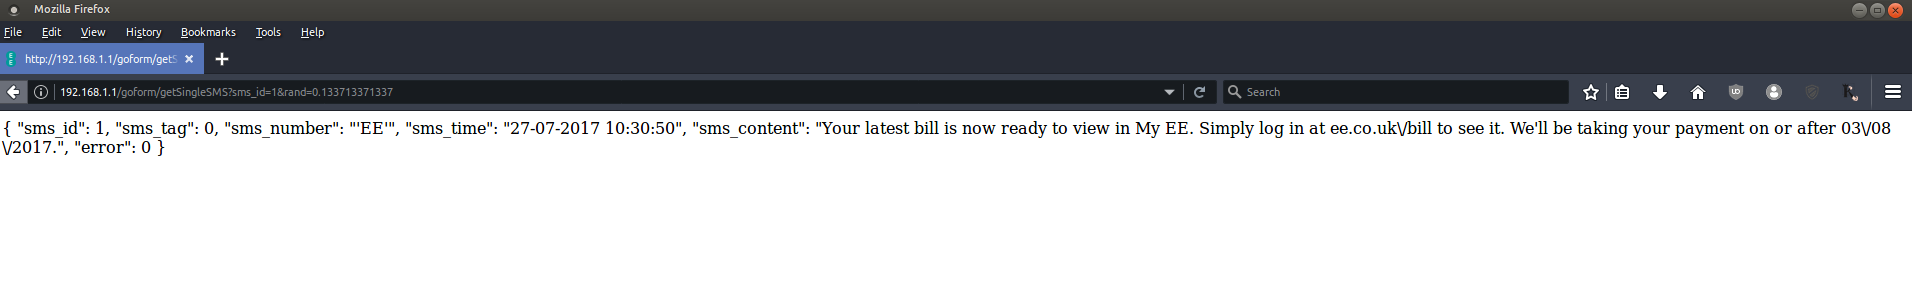 Mozilla Firefox
File Edit View History Bookmarks Tools Help
http://192.168.1.1/goform/getS
192.168.1.1/goform/getSingleSMS?sms_id=1&rand=0.133713371337 Search
{ "sms_id": 1, "sms_tag": 0, "sms_number": "'EE'", "sms_time": "27-07-2017 10:30:50", "sms_content": "Your latest bill is now ready to view in My EE. Simply log in at ee.co.uk\/bill to see it. We'll be taking your payment on or after 03\/08
\/2017.", "error": 0 }